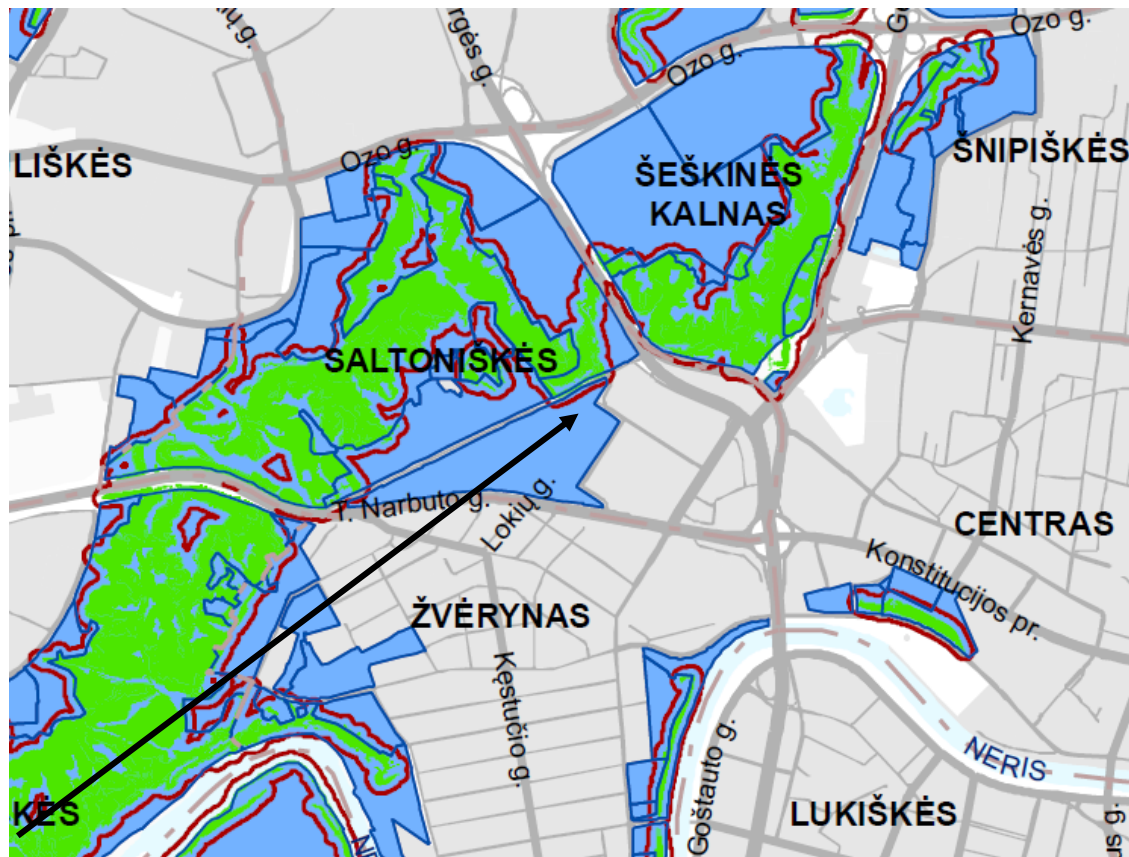 Ozo g.
Ozo g.
Ozo g.
LIŠKĖS
ŠNIPIŠKĖS
ŠEŠKINĖS
KALNAS
Kernavės g.
SALTONIŠKĖS
T. Narbuto g.
Lokių g.
CENTRAS
Konstitucijos pr.
ŽVĖRYNAS
Kęstučio g.
Goštauto g.
NERIS
KĖS
LUKIŠKĖS